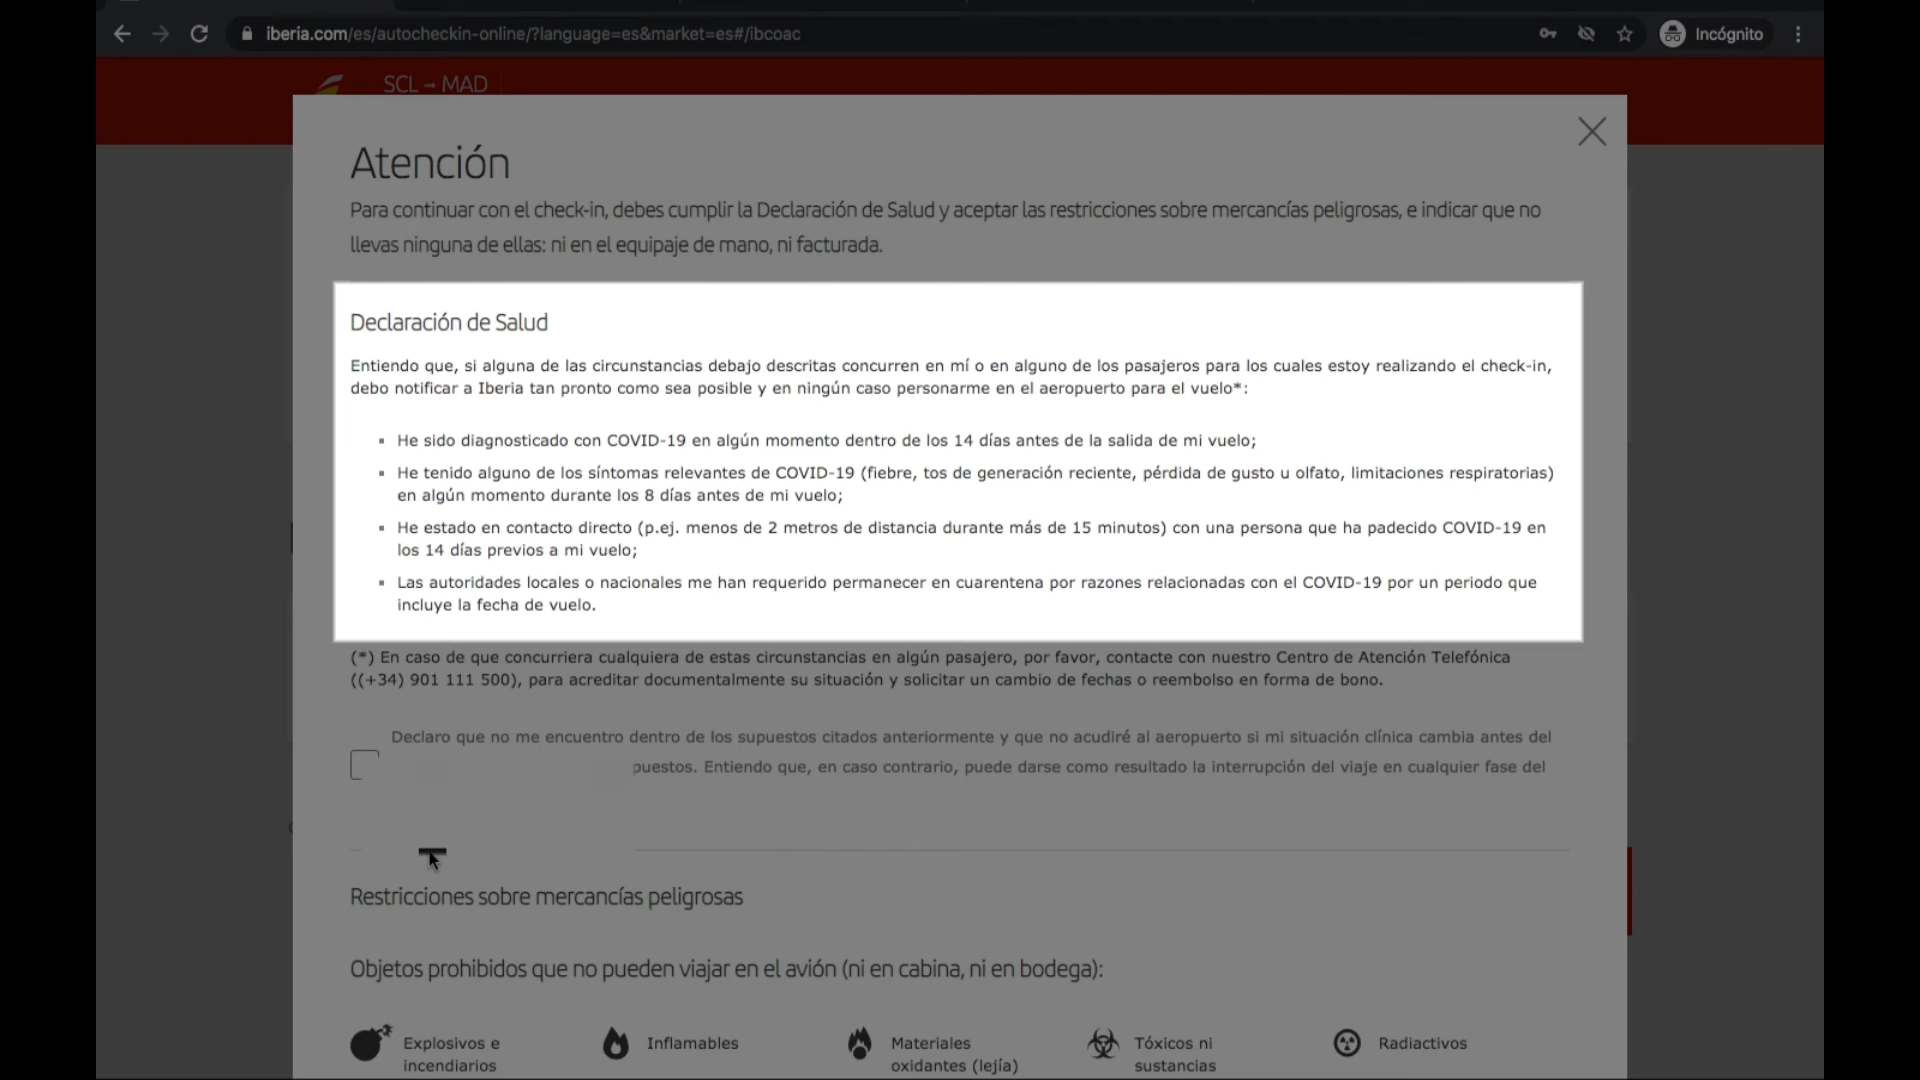 iberia.com/es/autocheckin-online/?language=es&market=es#/ibcoac
Incógnito
SCL → MAD
Atención
Para continuar con el check-in, debes cumplir la Declaración de Salud y aceptar las restricciones sobre mercancías peligrosas, e indicar que no
llevas ninguna de ellas: ni en el equipaje de mano, ni facturada.
Declaración de Salud
Entiendo que, si alguna de las circunstancias debajo descritas concurren en mí o en alguno de los pasajeros para los cuales estoy realizando el check-in,
debo notificar a Iberia tan pronto como sea posible y en ningún caso personarme en el aeropuerto para el vuelo*:
▪ He sido diagnosticado con COVID-19 en algún momento dentro de los 14 días antes de la salida de mi vuelo;
▪ He tenido alguno de los síntomas relevantes de COVID-19 (fiebre, tos de generación reciente, pérdida de gusto u olfato, limitaciones respiratorias)
en algún momento durante los 8 días antes de mi vuelo;
▪ He estado en contacto directo (p.ej. menos de 2 metros de distancia durante más de 15 minutos) con una persona que ha padecido COVID-19 en
los 14 días previos a mi vuelo;
▪ Las autoridades locales o nacionales me han requerido permanecer en cuarentena por razones relacionadas con el COVID-19 por un periodo que
incluye la fecha de vuelo.
(*) En caso de que concurriera cualquiera de estas circunstancias en algún pasajero, por favor, contacte con nuestro Centro de Atención Telefónica
((+34) 901 111 500), para acreditar documentalmente su situación y solicitar un cambio de fechas o reembolso en forma de bono.
Declaro que no me encuentro dentro de los supuestos citados anteriormente y que no acudiré al aeropuerto si mi situación clínica cambia antes del
puestos. Entiendo que, en caso contrario, puede darse como resultado la interrupción del viaje en cualquier fase del
Restricciones sobre mercancías peligrosas
Objetos prohibidos que no pueden viajar en el avión (ni en cabina, ni en bodega):
Explosivos e
incendiarios
Inflamables
Materiales
oxidantes (lejía)
Tóxicos ni
sustancias
Radiactivos